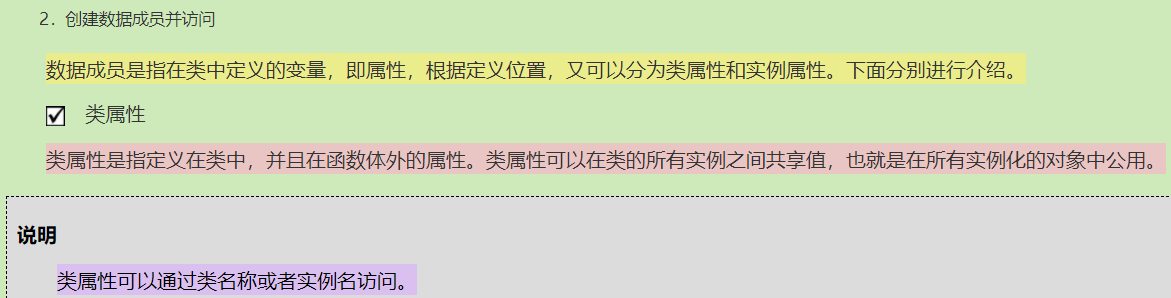 2. 创建数据成员并访问
数据成员是指在类中定义的变量，即属性，根据定义位置，又可以分为类属性和实例属性。下面分别进行介绍。
类属性
类属性是指定义在类中，并且在函数体外的属性。类属性可以在类的所有实例之间共享值，也就是在所有实例化的对象中公用。
说明
类属性可以通过类名称或者实例名访问。